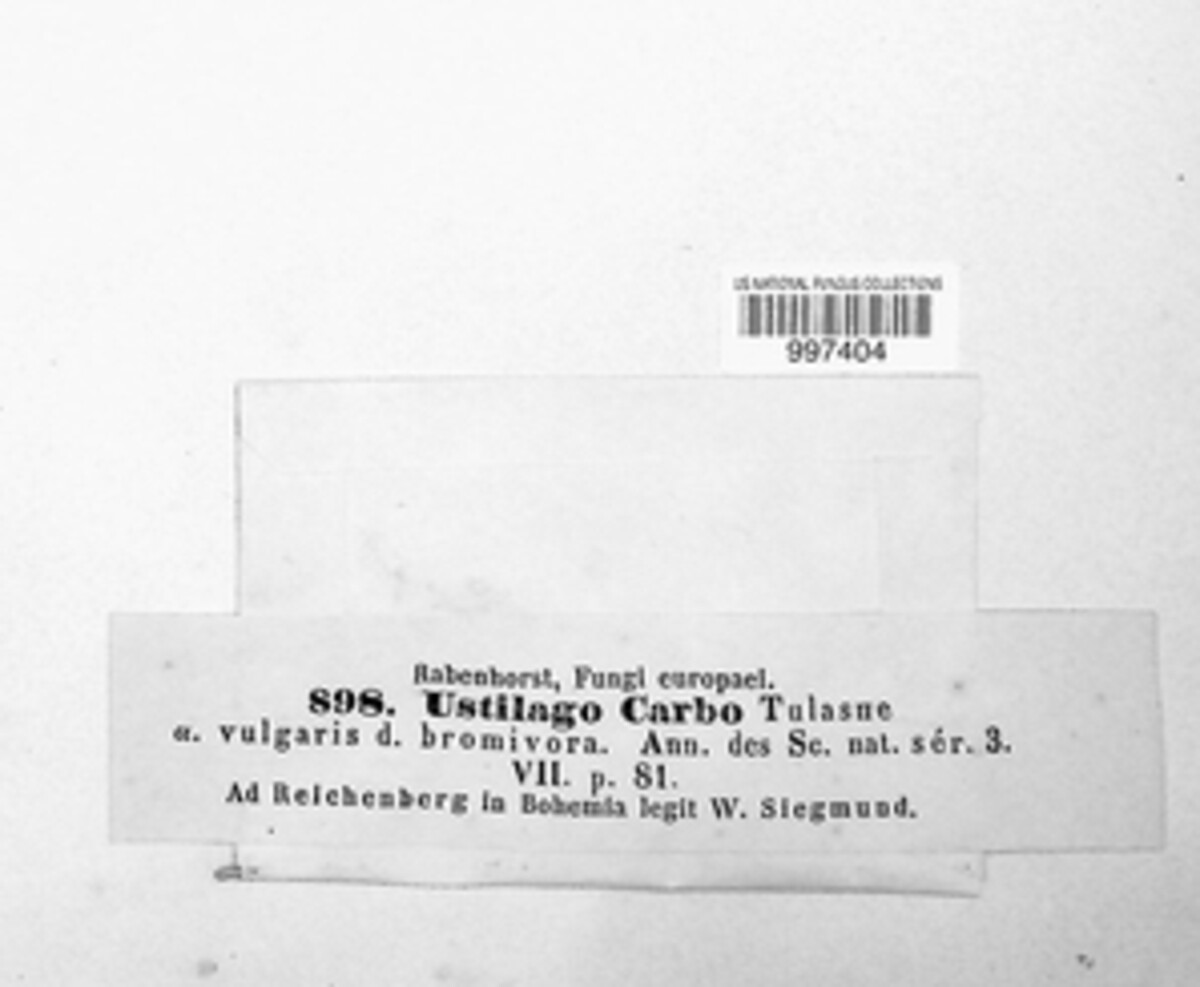 US NATIONAL FUNGUS COLLECTIONS
997404
Rabenhorst, Fungi europaei.
898. Ustilago Carbo Tulasne
a. vulgaris d. bromivora. Ann. des Sc. nat. sér. 3.
VII. p. 81.
Ad Reichenberg in Bohemia legit W. Siegmund.